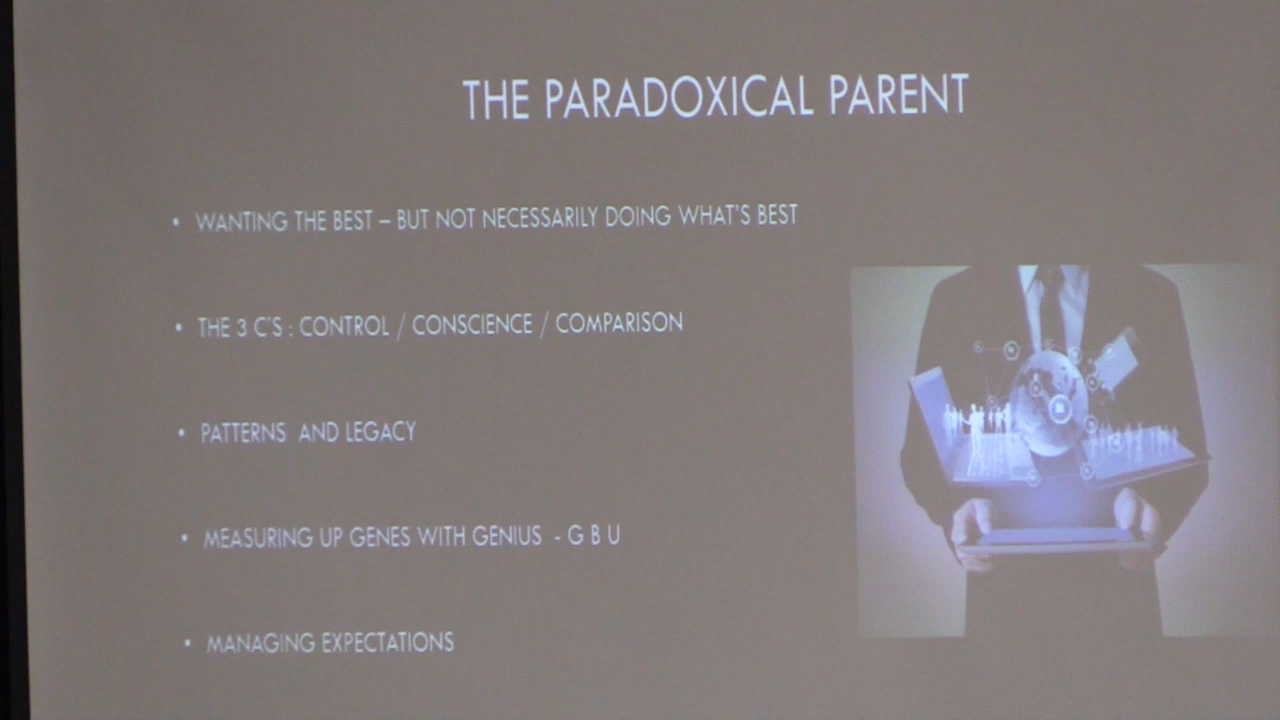 THE PARADOXICAL PARENT
• WANTING THE BEST – BUT NOT NECESSARILY DOING WHAT'S BEST
• THE 3 C'S : CONTROL / CONSCIENCE / COMPARISON
• PATTERNS AND LEGACY
• MEASURING UP GENES WITH GENIUS - G B U
• MANAGING EXPECTATIONS